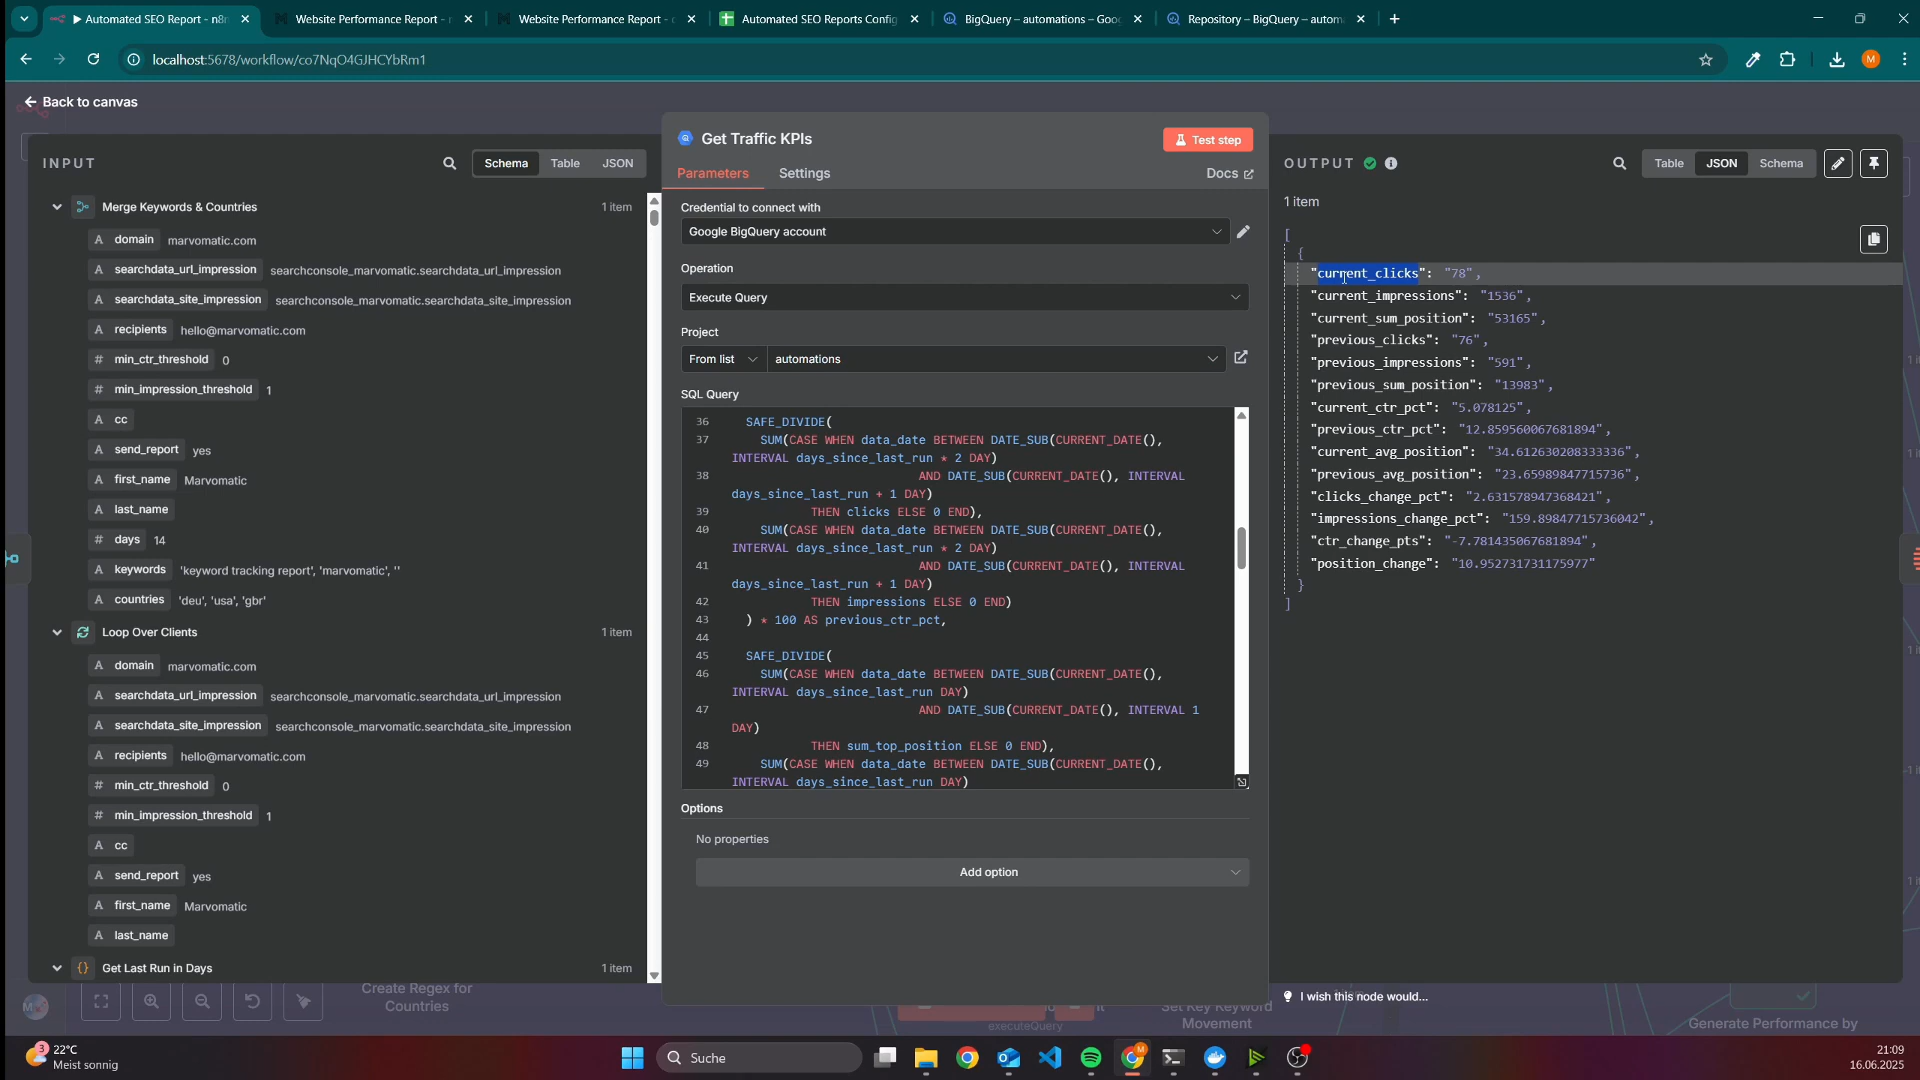 ▶ Automated SEO Report - n8n
Website Performance Report -
Website Performance Report -
Automated SEO Reports Config
BigQuery – automations – Goo
Repository – BigQuery – autom
localhost:5678/workflow/co7NqO4GJHCYbRm1
M
Back to canvas
INPUT
Schema
Table
JSON
Merge Keywords & Countries
1 item
A domain marvomatic.com
A searchdata_url_impression searchconsole_marvomatic.searchdata_url_impression
A searchdata_site_impression searchconsole_marvomatic.searchdata_site_impression
A recipients hello@marvomatic.com
# min_ctr_threshold 0
# min_impression_threshold 1
A cc
A send_report yes
A first_name Marvomatic
A last_name
# days 14
A keywords 'keyword tracking report', 'marvomatic', ''
A countries 'deu', 'usa', 'gbr'
Loop Over Clients
1 item
A domain marvomatic.com
A searchdata_url_impression searchconsole_marvomatic.searchdata_url_impression
A searchdata_site_impression searchconsole_marvomatic.searchdata_site_impression
A recipients hello@marvomatic.com
# min_ctr_threshold 0
# min_impression_threshold 1
A cc
A send_report yes
A first_name Marvomatic
A last_name
{} Get Last Run in Days
1 item
Get Traffic KPIs
Test step
Parameters
Settings
Docs
Credential to connect with
Google BigQuery account
Operation
Execute Query
Project
From list
automations
SQL Query
36 SAFE_DIVIDE(
37 SUM(CASE WHEN data_date BETWEEN DATE_SUB(CURRENT_DATE(),
INTERVAL days_since_last_run * 2 DAY)
38 AND DATE_SUB(CURRENT_DATE(), INTERVAL
days_since_last_run + 1 DAY)
39 THEN clicks ELSE 0 END),
40 SUM(CASE WHEN data_date BETWEEN DATE_SUB(CURRENT_DATE(),
INTERVAL days_since_last_run * 2 DAY)
41 AND DATE_SUB(CURRENT_DATE(), INTERVAL
days_since_last_run + 1 DAY)
42 THEN impressions ELSE 0 END)
43 ) * 100 AS previous_ctr_pct,
44
45 SAFE_DIVIDE(
46 SUM(CASE WHEN data_date BETWEEN DATE_SUB(CURRENT_DATE(),
INTERVAL days_since_last_run DAY)
47 AND DATE_SUB(CURRENT_DATE(), INTERVAL 1
DAY)
48 THEN sum_top_position ELSE 0 END),
49 SUM(CASE WHEN data_date BETWEEN DATE_SUB(CURRENT_DATE(),
INTERVAL days_since_last_run DAY)
Options
No properties
Add option
OUTPUT
Table
JSON
Schema
1 item
[
{
"current_clicks": "78",
"current_impressions": "1536",
"current_sum_position": "53165",
"previous_clicks": "76",
"previous_impressions": "591",
"previous_sum_position": "13983",
"current_ctr_pct": "5.078125",
"previous_ctr_pct": "12.859560067681894",
"current_avg_position": "34.612630208333336",
"previous_avg_position": "23.65989847715736",
"clicks_change_pct": "2.631578947368421",
"impressions_change_pct": "159.89847715736042",
"ctr_change_pts": "-7.781435067681894",
"position_change": "10.952731731175977"
}
]
I wish this node would...
Create Regex for
Countries
executeQuery
Set Key Keyword
Movement
Generate Performance by
3
22°C
Meist sonnig
Suche
21:09
16.06.2025